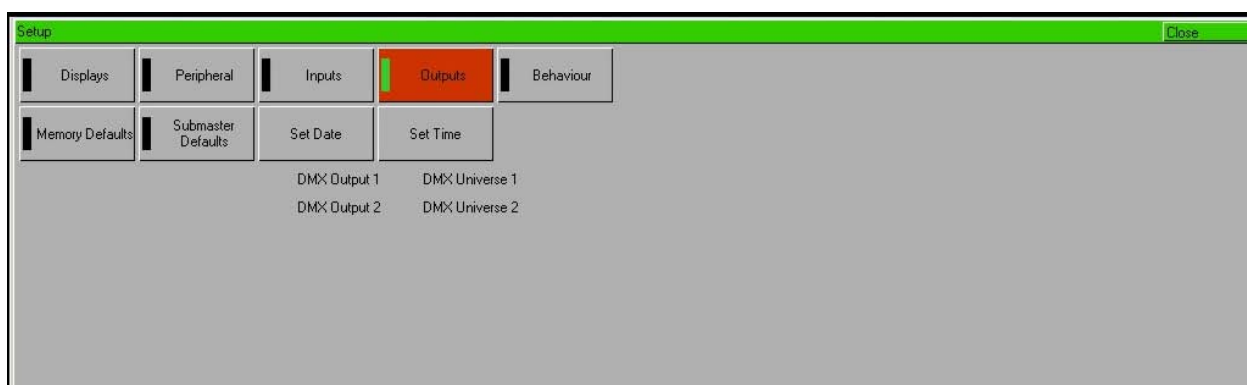 Setup
Close
Displays
Peripheral
Inputs
Outputs
Behaviour
Memory Defaults
Submaster
Defaults
Set Date
Set Time
DMX Output 1
DMX Universe 1
DMX Output 2
DMX Universe 2